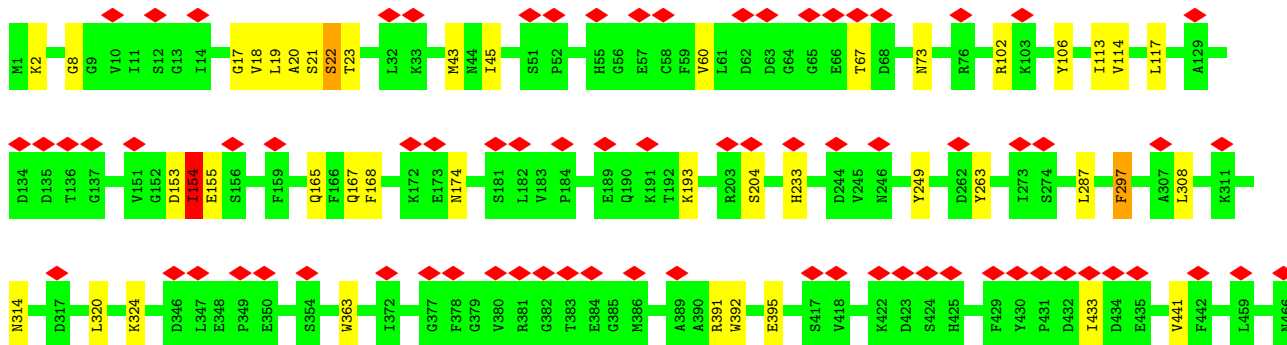 M1 K2 G8 G9 V10 I11 S12 G13 I14 G17 V18 L19 A20 S21 S22 T23 L32 K33 M43 N44 I45 S51 P52 H55 G56 E57 C58 F59 V60 L61 D62 D63 G64 G65 E66 T67 D68 N73 R76 R102 K103 Y106 I113 V114 L117 A129
D134 D135 T136 G137 V151 G152 D153 I154 E155 S156 F159 Q165 F166 Q167 F168 K172 E173 N174 S181 L182 V183 P184 E189 Q190 K191 T192 K193 R203 S204 H233 D244 V245 N246 Y249 D262 Y263 I273 S274 L287 F297 A307 L308 K311
N314 D317 L320 K324 D346 L347 E348 P349 E350 S354 W363 I372 G377 F378 G379 V380 R381 G382 T383 E384 G385 M386 A389 A390 R391 W392 E395 S417 V418 K422 D423 S424 H425 F429 Y430 P431 D432 I433 D434 E435 V441 F442 L459